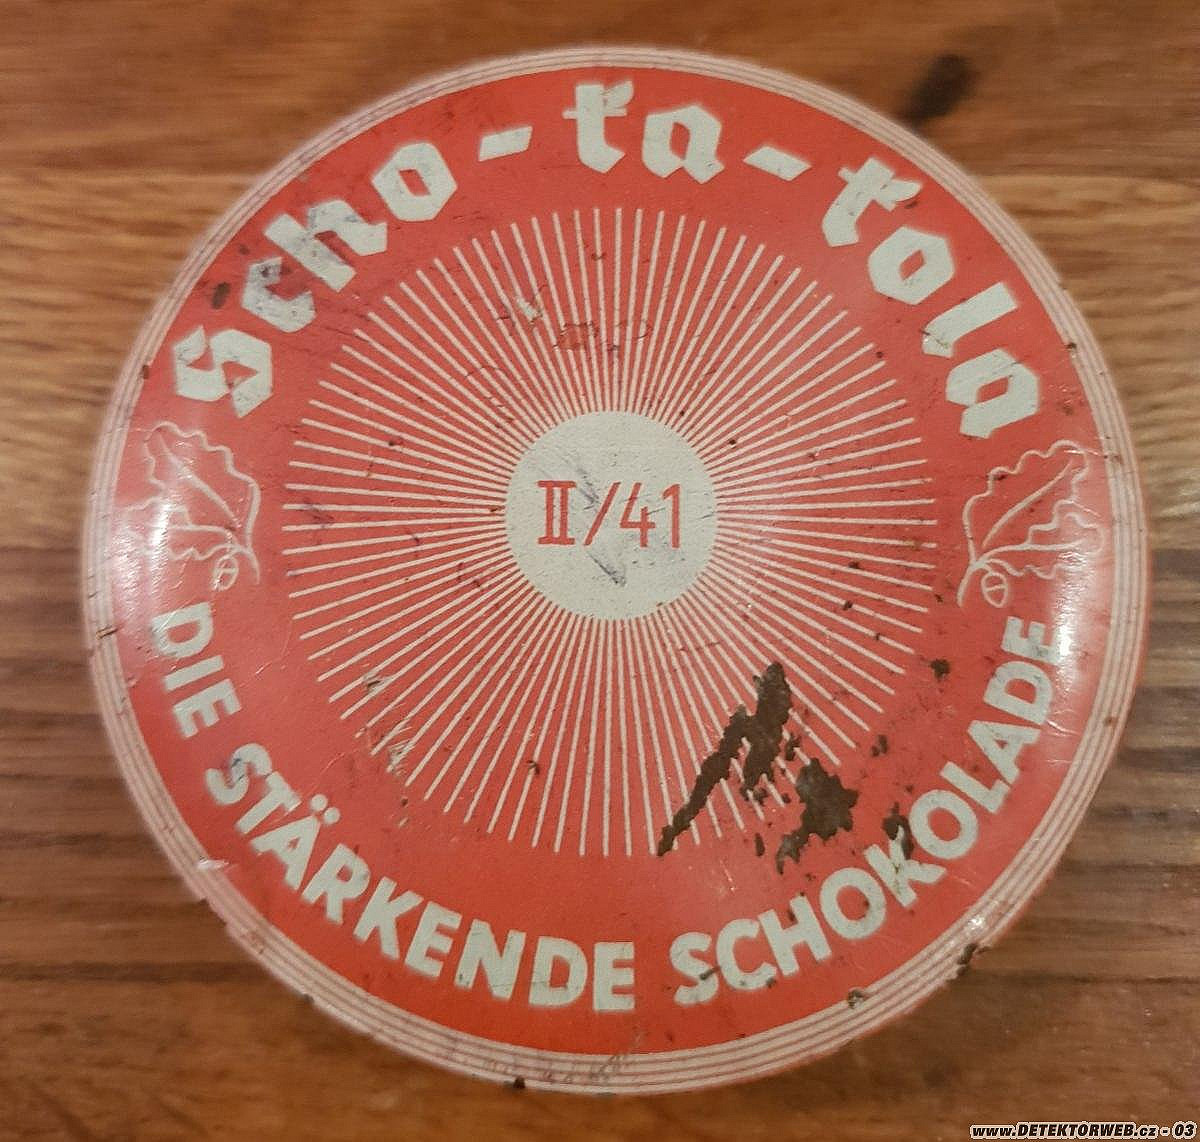 Scho-ka-kola
II/41
DIE STÄRKENDE SCHOKOLADE
www.DETEKTORWEB.cz - 03